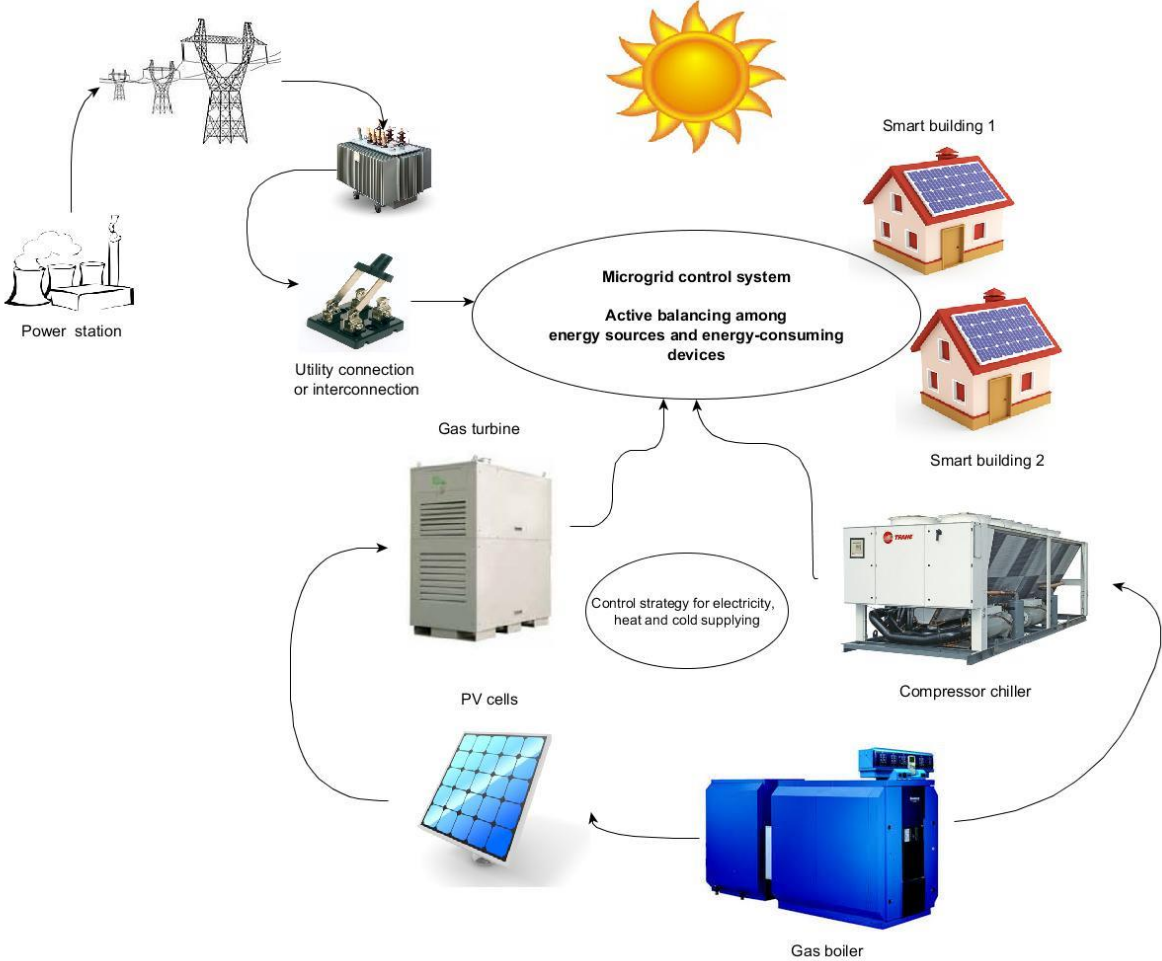 Smart building 1
Microgrid control system
Active balancing among
energy sources and energy-consuming
devices
Power station
Utility connection
or interconnection
Gas turbine
Smart building 2
TRANE
Control strategy for electricity,
heat and cold supplying
Compressor chiller
PV cells
Gas boiler